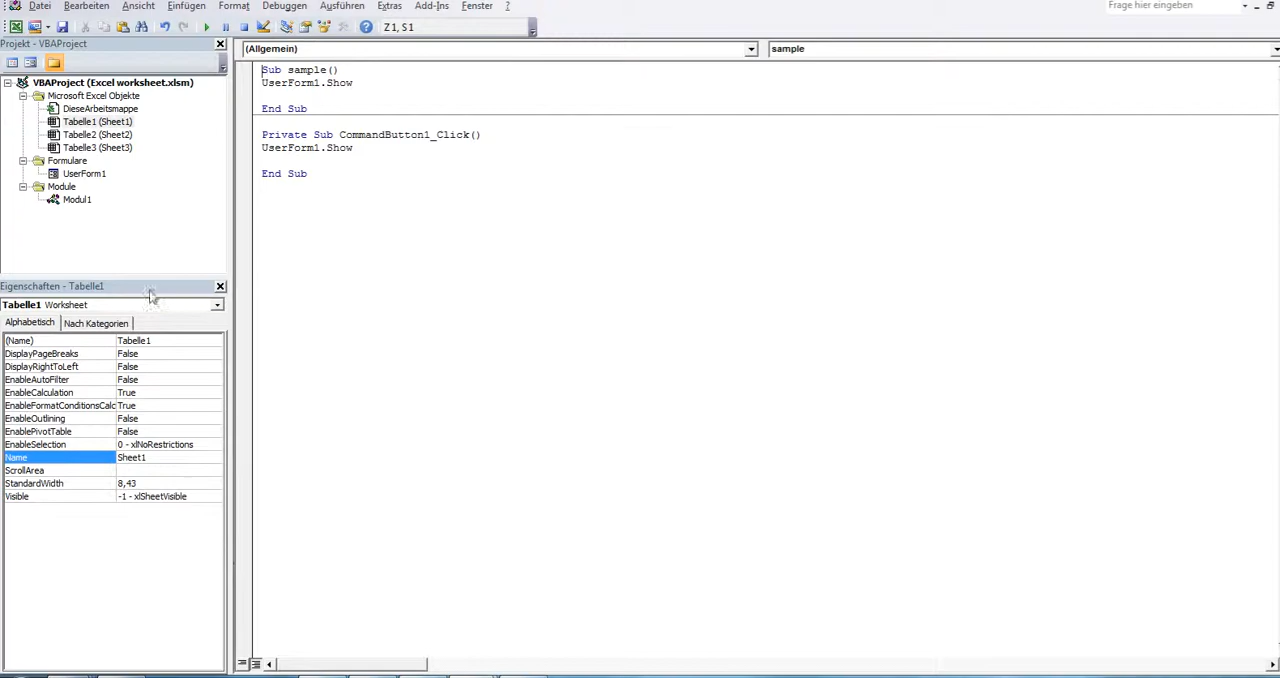 Datei Bearbeiten Ansicht Einfügen Format Debuggen Ausführen Extras Add-Ins Fenster ? Frage hier eingeben
Z1, S1
Projekt - VBAProject
(Allgemein) sample
VBAProject (Excel worksheet.xlsm)
Microsoft Excel Objekte
DieseArbeitsmappe
Tabelle1 (Sheet1)
Tabelle2 (Sheet2)
Tabelle3 (Sheet3)
Formulare
UserForm1
Module
Modul1
Sub sample()
UserForm1.Show
End Sub
Private Sub CommandButton1_Click()
UserForm1.Show
End Sub
Eigenschaften - Tabelle1
Tabelle1 Worksheet
Alphabetisch Nach Kategorien
(Name) Tabelle1
DisplayPageBreaks False
DisplayRightToLeft False
EnableAutoFilter False
EnableCalculation True
EnableFormatConditionsCalc True
EnableOutlining False
EnablePivotTable False
EnableSelection 0 - xlNoRestrictions
Name Sheet1
ScrollArea
StandardWidth 8,43
Visible -1 - xlSheetVisible